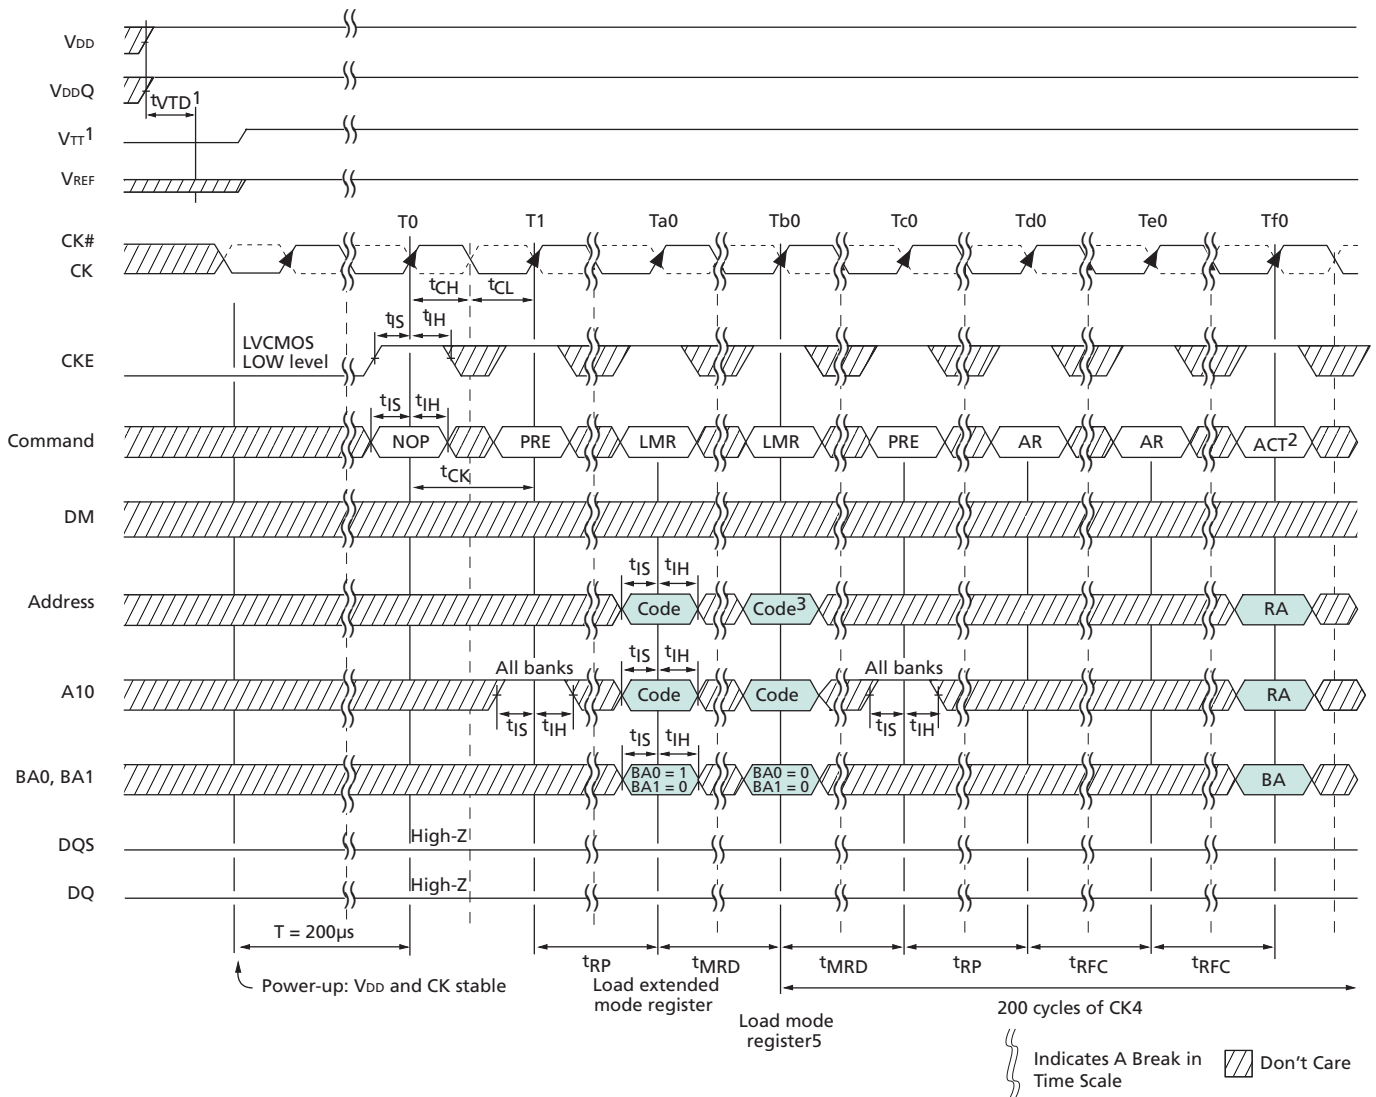 VDD
VDDQ
tVTD1
VTT1
VREF
T0 T1 Ta0 Tb0 Tc0 Td0 Te0 Tf0
CK#
CK
tCH tCL
tIS tIH
LVCMOS
LOW level
CKE
tIS tIH
Command NOP PRE LMR LMR PRE AR AR ACT2
tCK
DM
tIS tIH
Address Code Code3 RA
All banks tIS tIH All banks
A10 Code Code RA
tIS tIH tIS tIH
tIS tIH
BA0, BA1 BA0 = 1 BA0 = 0 BA
BA1 = 0 BA1 = 0
DQS High-Z
DQ High-Z
T = 200µs
tRP tMRD tMRD tRP tRFC tRFC
Power-up: VDD and CK stable
Load extended
mode register
200 cycles of CK4
Load mode
register5
Indicates A Break in
Time Scale
Don't Care